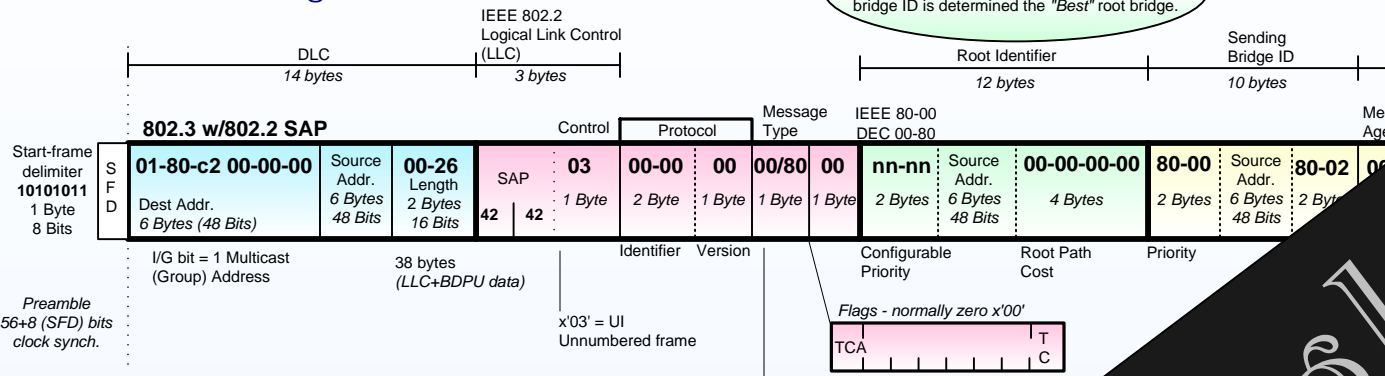 bridge ID is determined the "Best" root bridge.
IEEE 802.2
Logical Link Control
(LLC)
DLC
14 bytes
3 bytes
Root Identifier
12 bytes
Sending
Bridge ID
10 bytes
802.3 w/802.2 SAP
Control
Protocol
Message
Type
IEEE 80-00
DEC 00-80
Start-frame
delimiter
10101011
1 Byte
8 Bits
S
F
D
01-80-c2 00-00-00
Dest Addr.
6 Bytes (48 Bits)
Source
Addr.
6 Bytes
48 Bits
00-26
Length
2 Bytes
16 Bits
SAP
42
42
03
1 Byte
00-00
2 Byte
00
1 Byte
00/80
1 Byte
00
1 Byte
nn-nn
2 Bytes
Source
Addr.
6 Bytes
48 Bits
00-00-00-00
4 Bytes
80-00
2 Bytes
Source
Addr.
6 Bytes
48 Bits
80-02
I/G bit = 1 Multicast
(Group) Address
38 bytes
(LLC+BDPU data)
Identifier
Version
Configurable
Priority
Root Path
Cost
Priority
Preamble
56+8 (SFD) bits
clock synch.
x'03' = UI
Unnumbered frame
Flags - normally zero x'00'
TCA
T
C